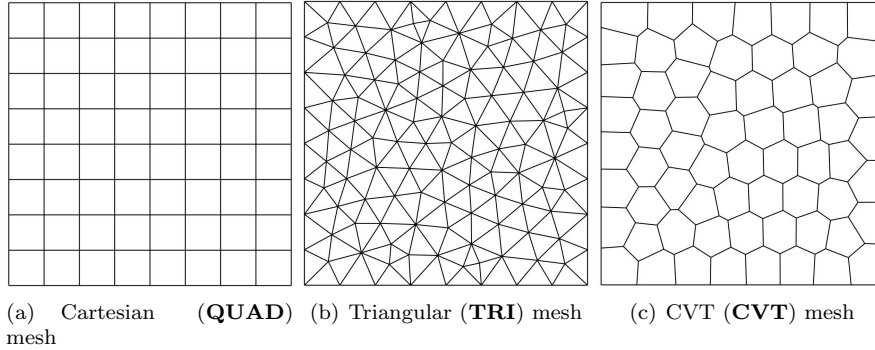 (a) Cartesian (QUAD) mesh
(b) Triangular (TRI) mesh
(c) CVT (CVT) mesh